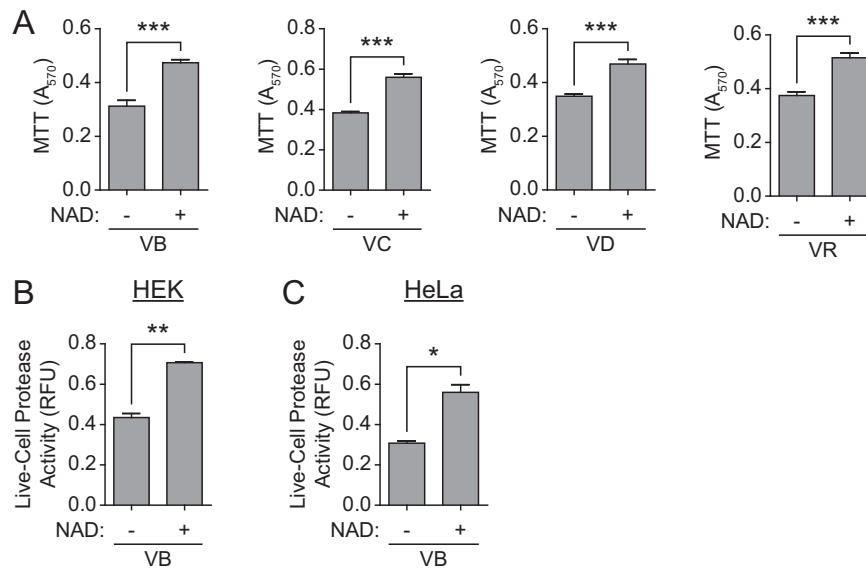 A
MTT (A570)
0.6
0.4
0.2
0.0
***
NAD: - +
VB
MTT (A570)
0.8
0.6
0.4
0.2
0.0
***
NAD: - +
VC
MTT (A570)
0.6
0.4
0.2
0.0
***
NAD: - +
VD
MTT (A570)
0.6
0.4
0.2
0.0
***
NAD: - +
VR
B
HEK
Live-Cell Protease
Activity (RFU)
0.8
0.6
0.4
0.2
0.0
**
NAD: - +
VB
C
HeLa
Live-Cell Protease
Activity (RFU)
0.8
0.6
0.4
0.2
0.0
*
NAD: - +
VB